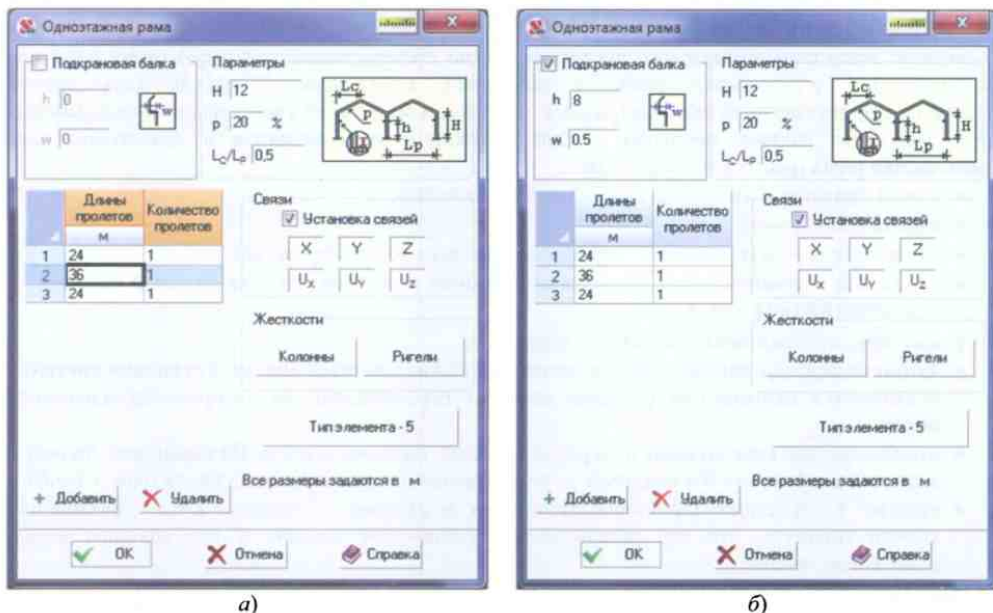 Одноэтажная рама
Подкрановая балка
h 0
w 0
w
Параметры
H 12
p 20 %
Lc/Lp 0,5
Lc
p
h
H
Lp
Длины пролетов
Количество пролетов
м
1 24 1
2 36 1
3 24 1
Связи
Установка связей
X Y Z
Ux Uy Uz
Жесткости
Колонны Ригели
Тип элемента - 5
Все размеры задаются в м
+ Добавить Удалить
OK Отмена Справка
а)
Одноэтажная рама
Подкрановая балка
h 8
w 0.5
w
Параметры
H 12
p 20 %
Lc/Lp 0,5
Lc
p
h
H
Lp
Длины пролетов
Количество пролетов
м
1 24 1
2 36 1
3 24 1
Связи
Установка связей
X Y Z
Ux Uy Uz
Жесткости
Колонны Ригели
Тип элемента - 5
Все размеры задаются в м
+ Добавить Удалить
OK Отмена Справка
б)